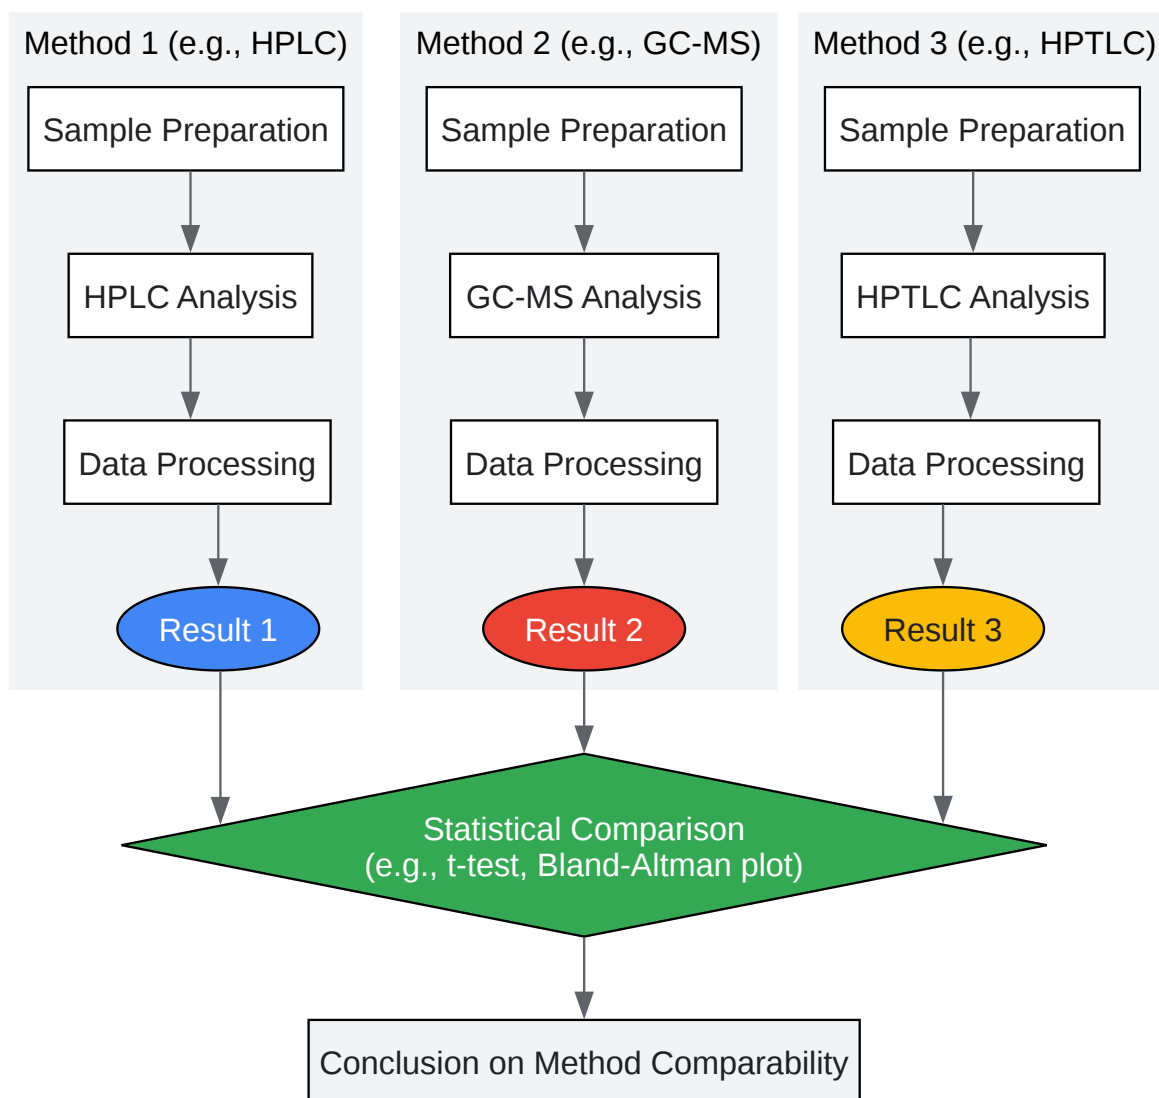 Method 1 (e.g., HPLC)
Sample Preparation
HPLC Analysis
Data Processing
Result 1
Method 2 (e.g., GC-MS)
Sample Preparation
GC-MS Analysis
Data Processing
Result 2
Method 3 (e.g., HPTLC)
Sample Preparation
HPTLC Analysis
Data Processing
Result 3
Statistical Comparison
(e.g., t-test, Bland-Altman plot)
Conclusion on Method Comparability